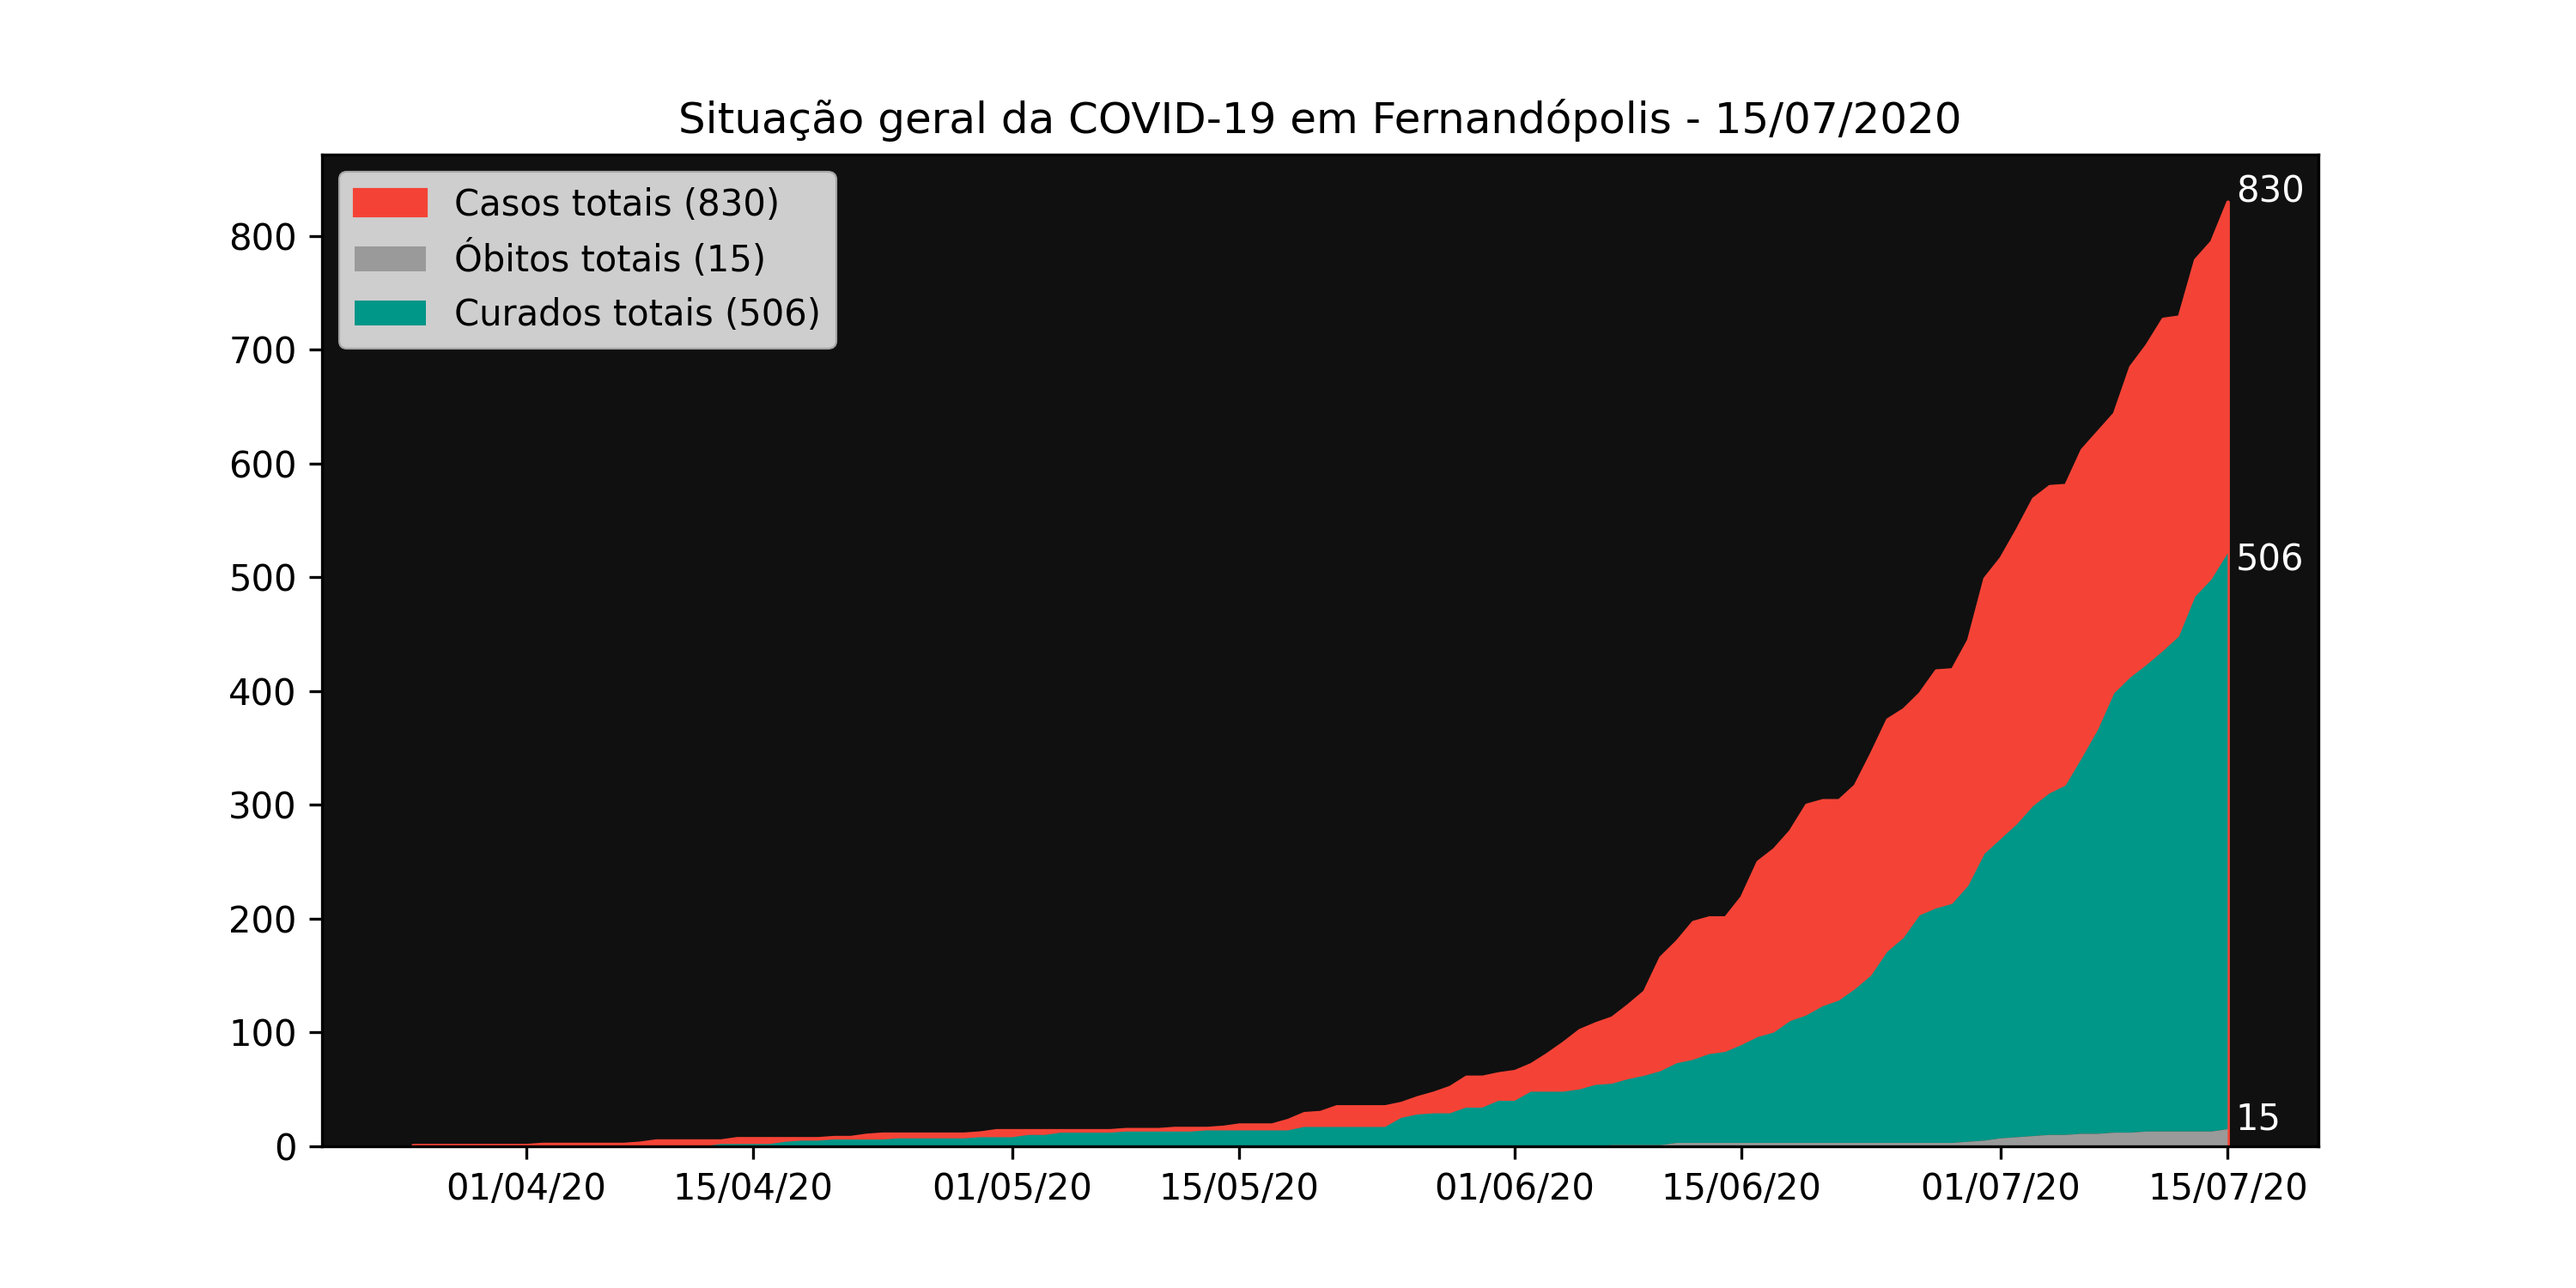 Situação geral da COVID-19 em Fernandópolis - 15/07/2020
Casos totais (830)
Óbitos totais (15)
Curados totais (506)
800
700
600
500
400
300
200
100
0
830
506
15
01/04/20 15/04/20 01/05/20 15/05/20 01/06/20 15/06/20 01/07/20 15/07/20